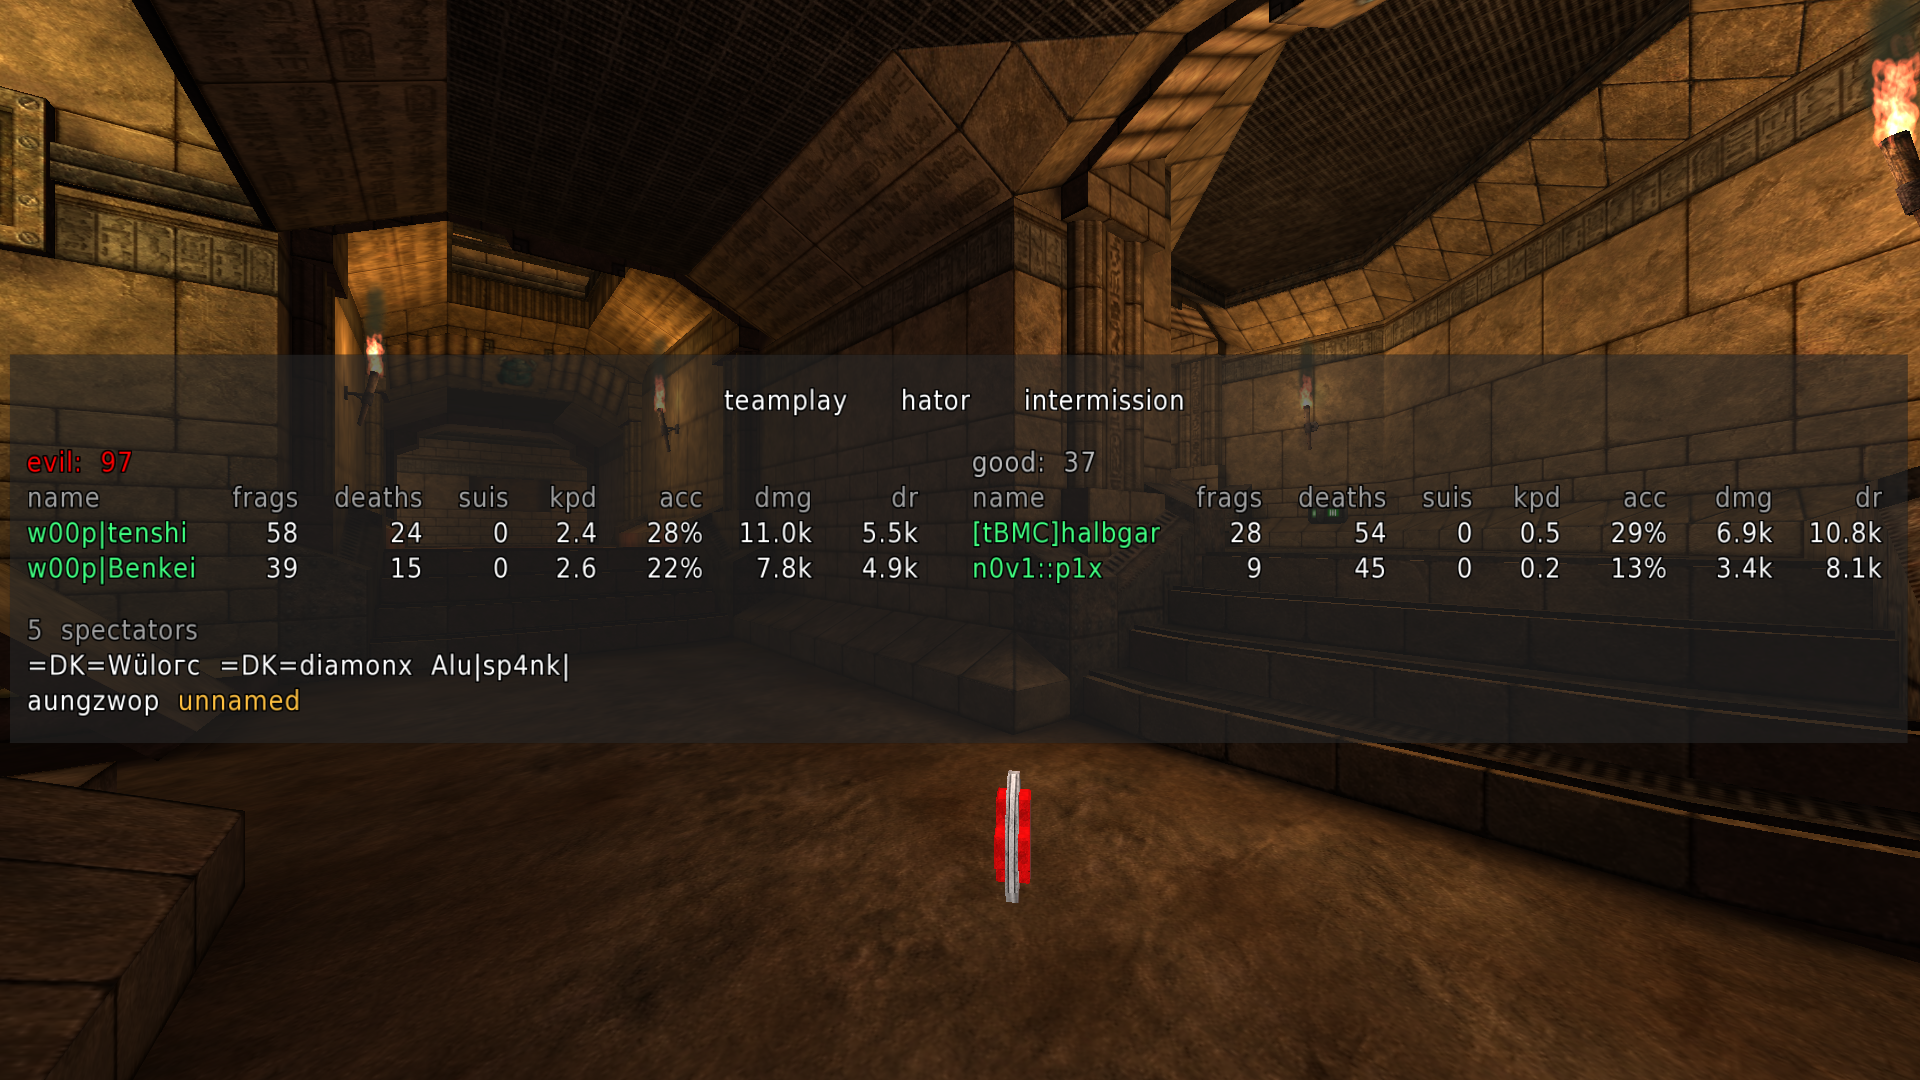 teamplay hator intermission
evil: 97
name frags deaths suis kpd acc dmg dr
w00p|tenshi 58 24 0 2.4 28% 11.0k 5.5k
w00p|Benkei 39 15 0 2.6 22% 7.8k 4.9k
good: 37
name frags deaths suis kpd acc dmg dr
[tBMC]halbgar 28 54 0 0.5 29% 6.9k 10.8k
n0v1::p1x 9 45 0 0.2 13% 3.4k 8.1k
5 spectators
=DK=Wülorc =DK=diamonx Alu|sp4nk|
aungzwop unnamed